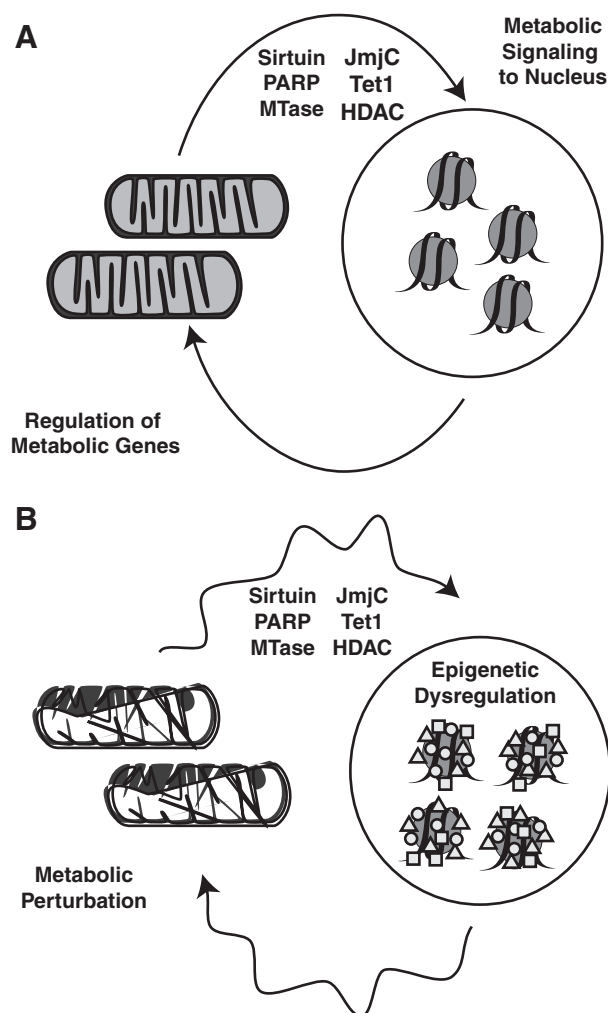 A
Metabolic
Signaling
to Nucleus
Sirtuin JmjC
PARP Tet1
MTase HDAC
Regulation of
Metabolic Genes
B
Sirtuin JmjC
PARP Tet1
MTase HDAC
Epigenetic
Dysregulation
Metabolic
Perturbation